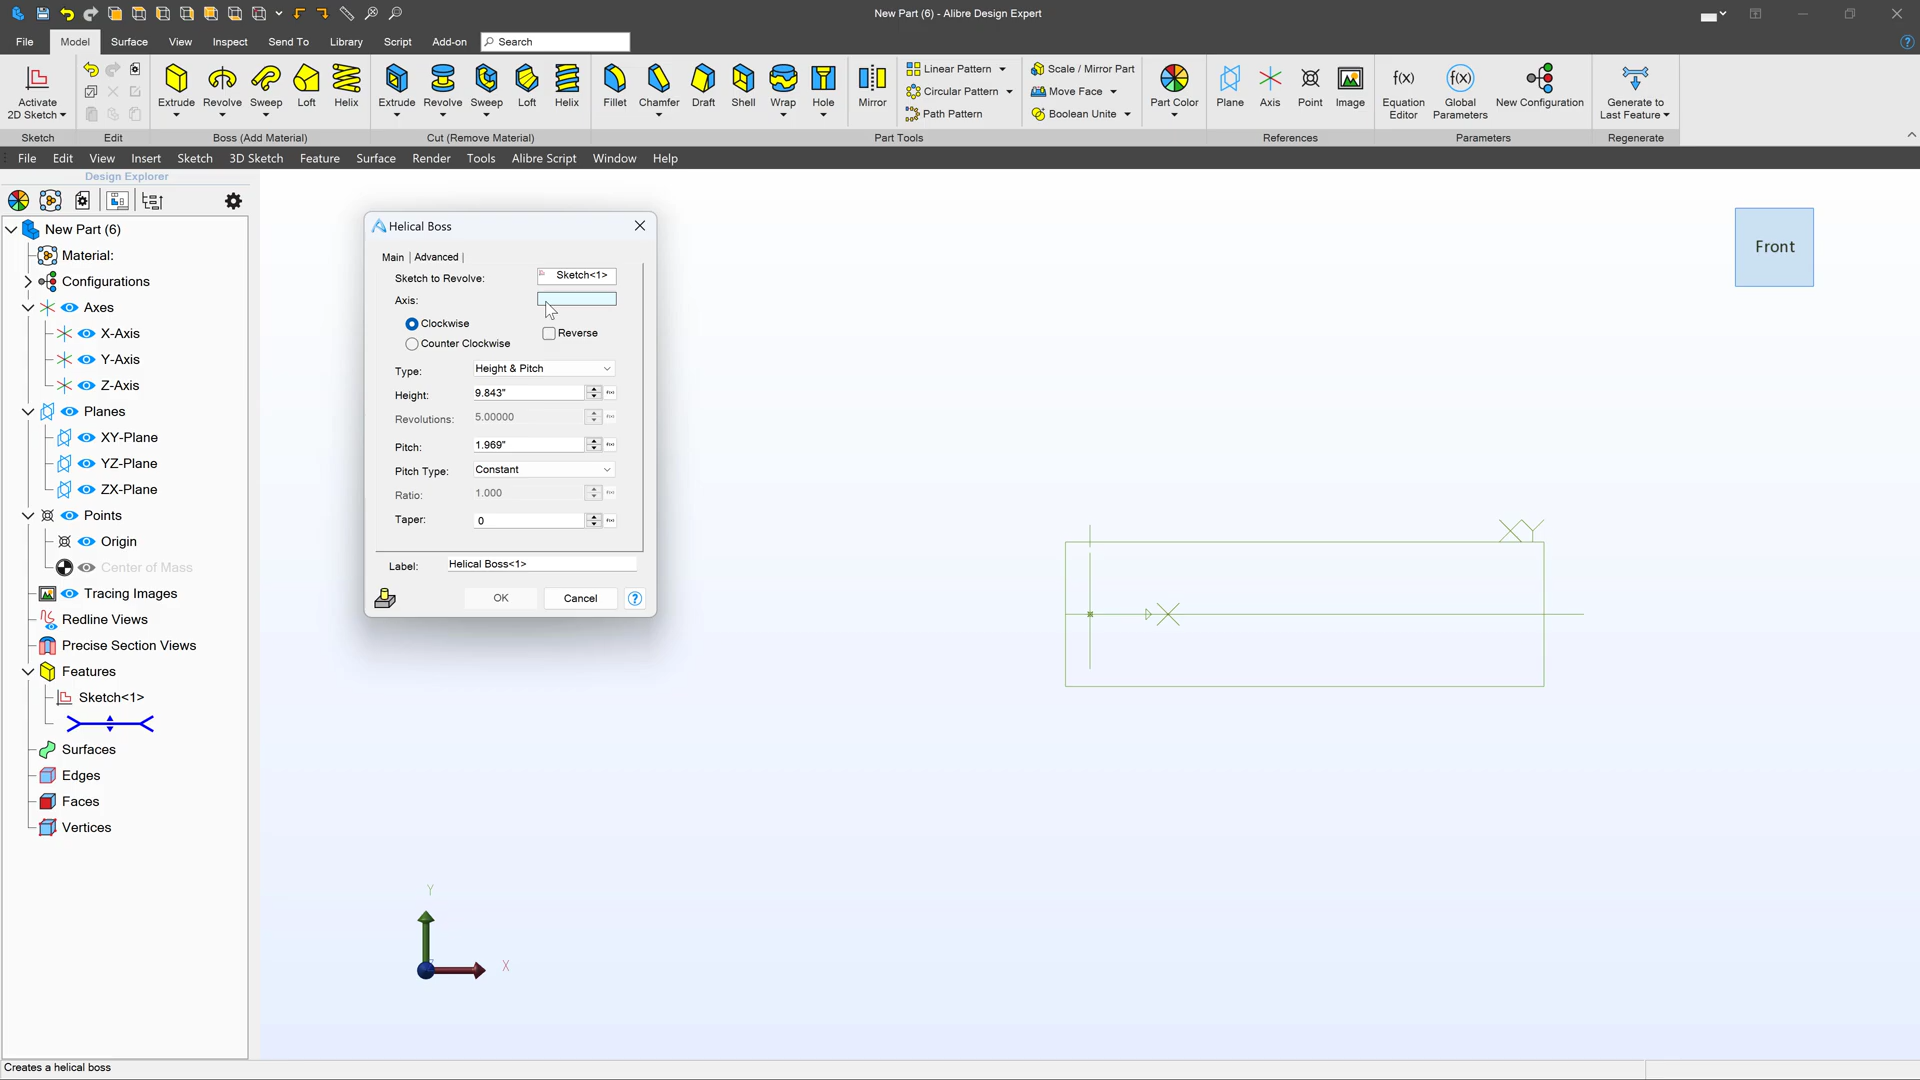 New Part (6) - Alibre Design Expert
File Model Surface View Inspect Send To Library Script Add-on Search
Activate 2D Sketch
Extrude Revolve Sweep Loft Helix
Extrude Revolve Sweep Loft Helix
Fillet Chamfer Draft Shell Wrap Hole Mirror
Linear Pattern
Circular Pattern
Path Pattern
Scale / Mirror Part
Move Face
Boolean Unite
Part Color
Plane Axis Point Image
f(x) Equation Editor
f(x) Global Parameters
New Configuration
Generate to Last Feature
Sketch Edit Boss (Add Material) Cut (Remove Material) Part Tools References Parameters Regenerate
File Edit View Insert Sketch 3D Sketch Feature Surface Render Tools Alibre Script Window Help
Design Explorer
New Part (6)
Material:
Configurations
Axes
X-Axis
Y-Axis
Z-Axis
Planes
XY-Plane
YZ-Plane
ZX-Plane
Points
Origin
Center of Mass
Tracing Images
Redline Views
Precise Section Views
Features
Sketch<1>
Surfaces
Edges
Faces
Vertices
Helical Boss
Main Advanced
Sketch to Revolve: Sketch<1>
Axis:
Clockwise
Reverse
Counter Clockwise
Type: Height & Pitch
Height: 9.843"
Revolutions: 5.00000
Pitch: 1.969"
Pitch Type: Constant
Ratio: 1.000
Taper: 0
Label: Helical Boss<1>
OK Cancel ?
Front
XY
X
Y
X
Creates a helical boss